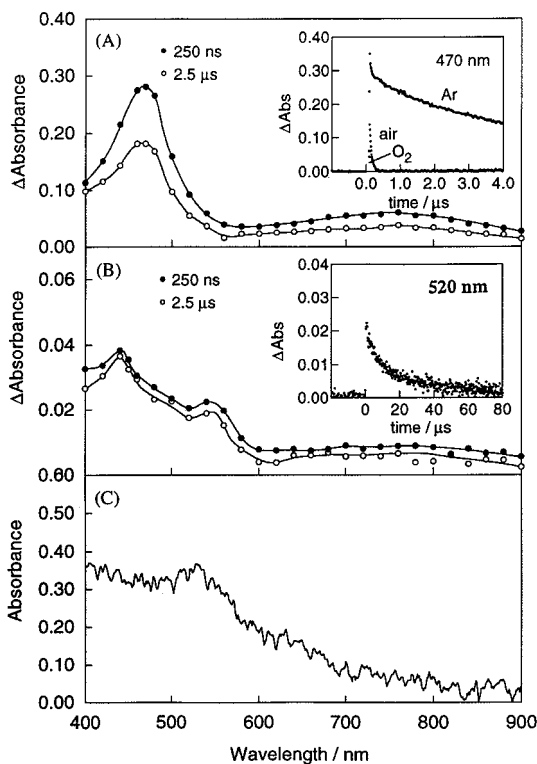 (A)
• 250 ns
○ 2.5 μs
ΔAbsorbance
0.40
0.30
0.20
0.10
0.00
470 nm
Ar
air
O2
ΔAbs
0.40
0.30
0.20
0.10
0.00
0.0 1.0 2.0 3.0 4.0
time / μs
(B)
• 250 ns
○ 2.5 μs
ΔAbsorbance
0.06
0.04
0.02
520 nm
ΔAbs
0.04
0.03
0.02
0.01
0.00
0 20 40 60 80
time / μs
(C)
Absorbance
0.60
0.50
0.40
0.30
0.20
0.10
0.00
400 500 600 700 800 900
Wavelength / nm